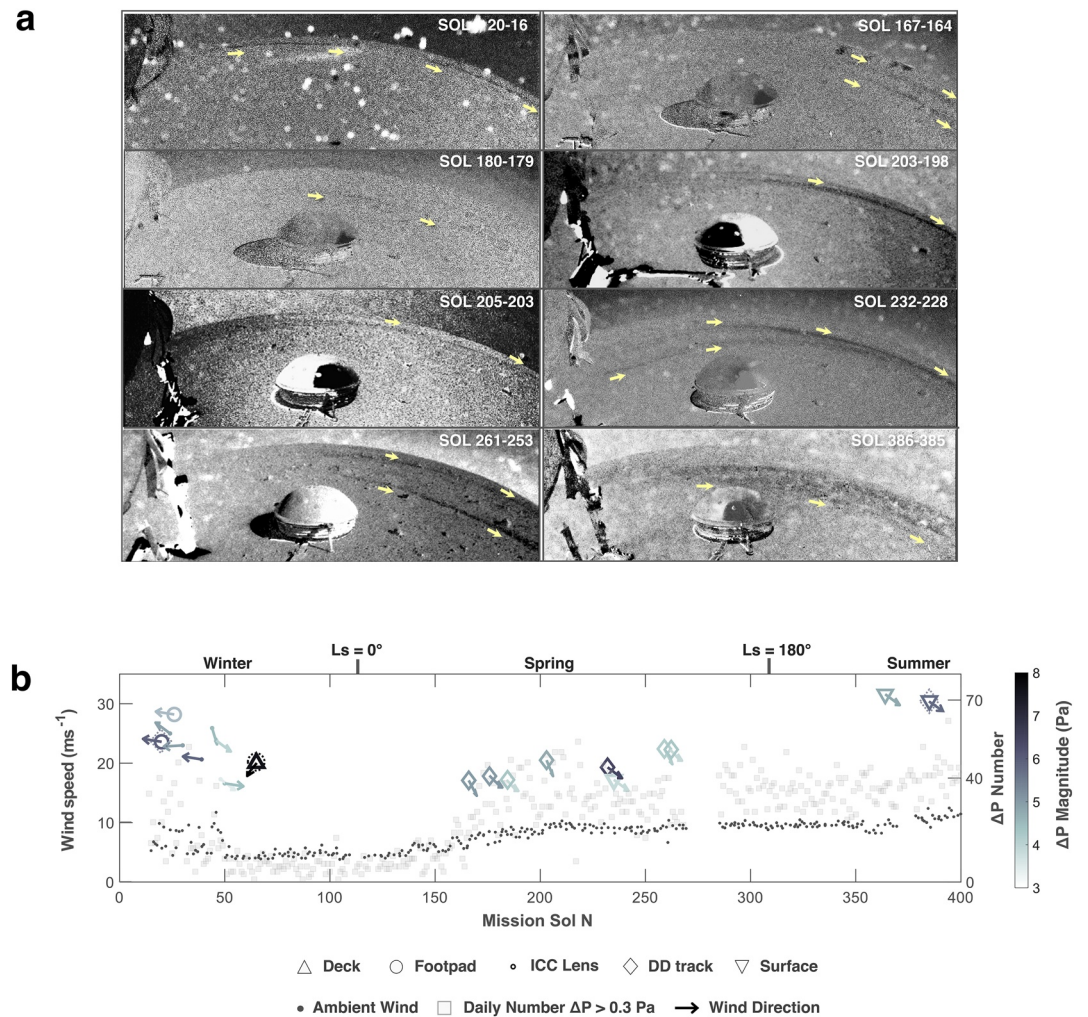 a
SOL 20-16
SOL 167-164
SOL 180-179
SOL 203-198
SOL 205-203
SOL 232-228
SOL 261-253
SOL 386-385
b
Ls = 0°
Ls = 180°
Winter
Spring
Summer
Wind speed (ms⁻¹)
30
20
10
0
70
40
0
ΔP Number
8
7
6
5
4
3
ΔP Magnitude (Pa)
0
50
100
150
200
250
300
350
400
Mission Sol N
Deck
Footpad
ICC Lens
DD track
Surface
Ambient Wind
Daily Number ΔP > 0.3 Pa
Wind Direction